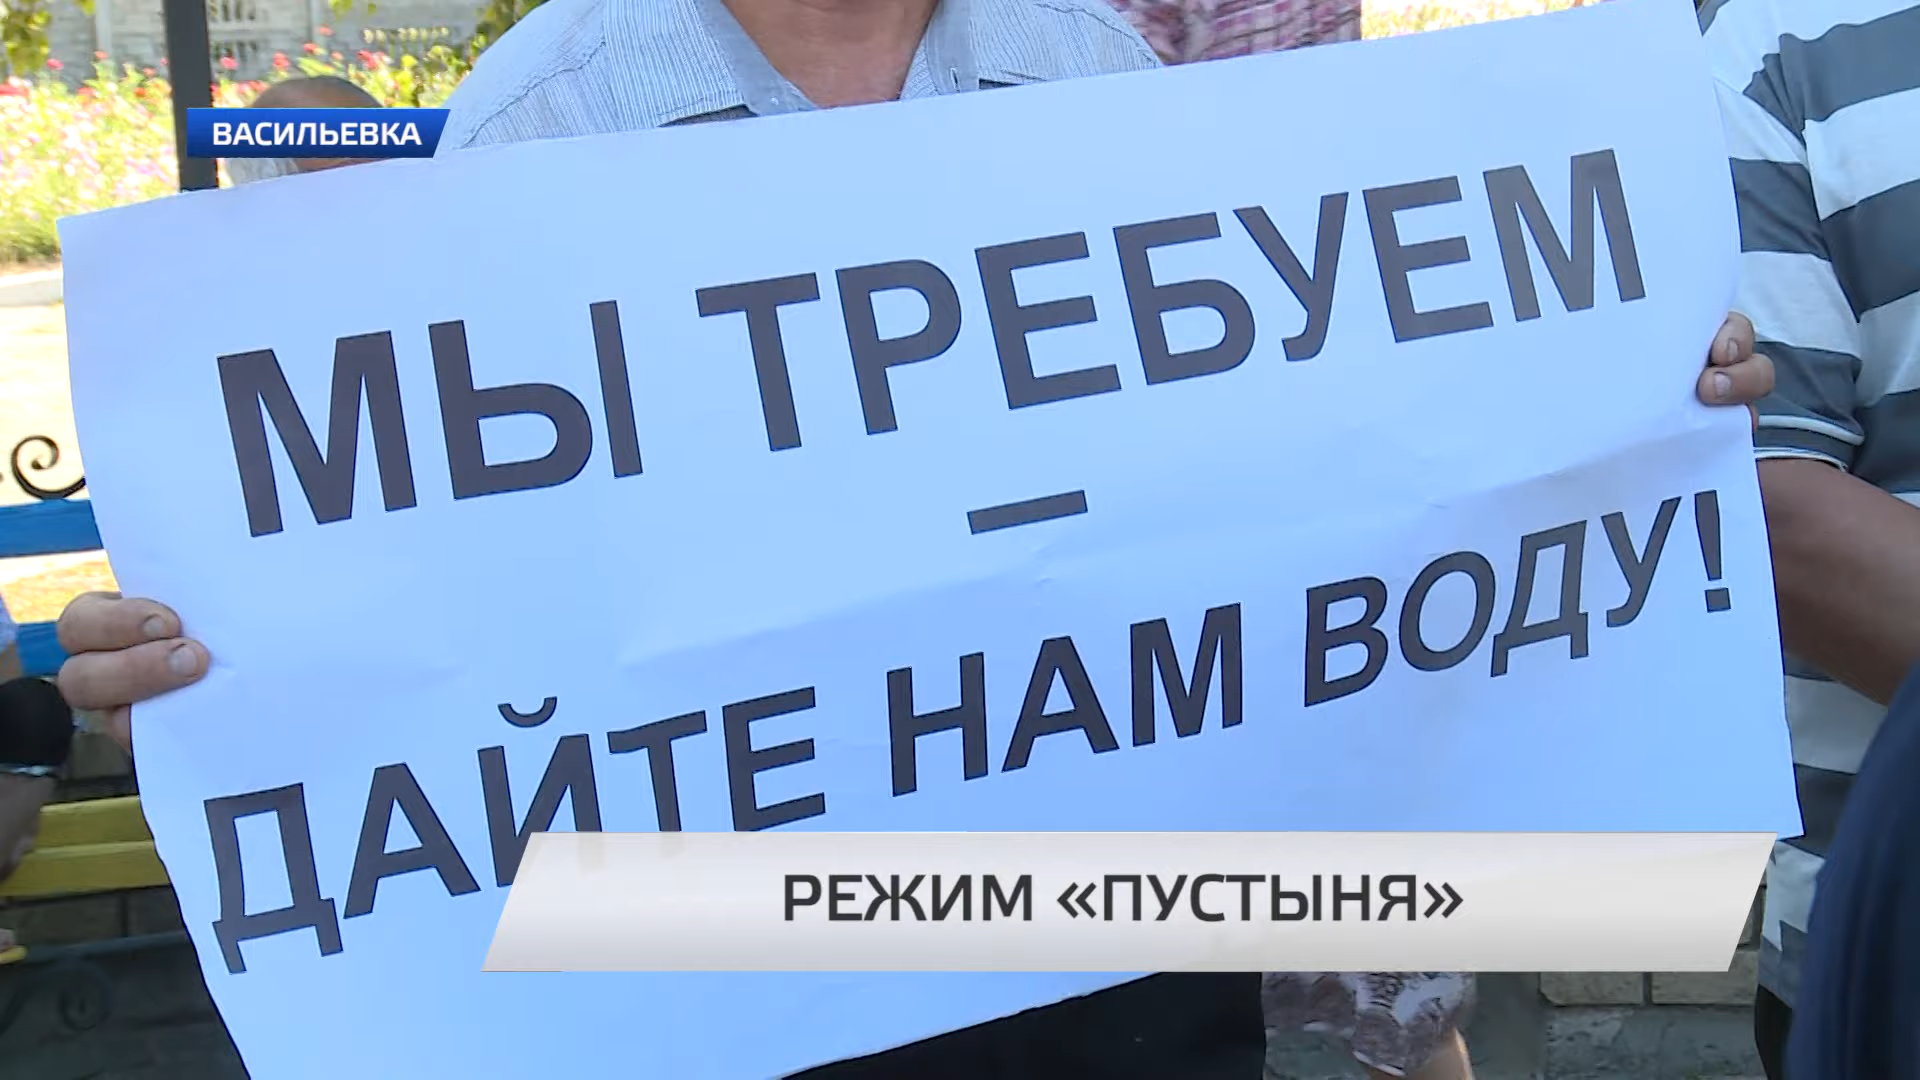 ВАСИЛЬЕВКА
МЫ ТРЕБУЕМ
–
ДАЙТЕ НАМ ВОДУ!
РЕЖИМ «ПУСТЫНЯ»